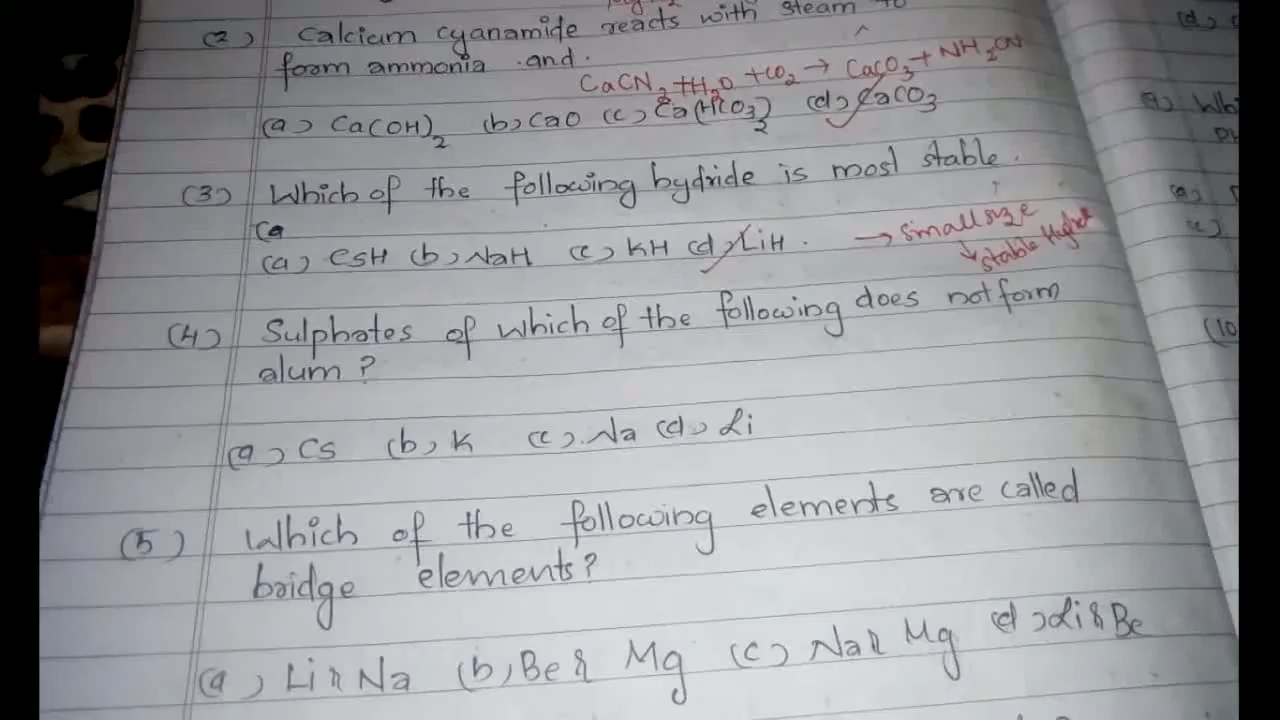 (2) Calcium cyanamide reacts with steam to
form ammonia and.
CaCN2 + H2O + CO2 → CaCO3 + NH2CN
(a) Ca(OH)2 (b) CaO (c) Ca(HCO3)2 (d) CaCO3
(3) Which of the following hydride is most stable.
(a
(a) CsH (b) NaH (c) KH (d) LiH. → small size
↓ stable
(4) Sulphates of which of the following does not form
alum?
(a) Cs (b) K (c) Na (d) Li
(5) Which of the following elements are called
bridge elements?
(a) Li & Na (b) Be & Mg (c) Na & Mg (d) Li & Be
(d)
(a)
(c)
(10